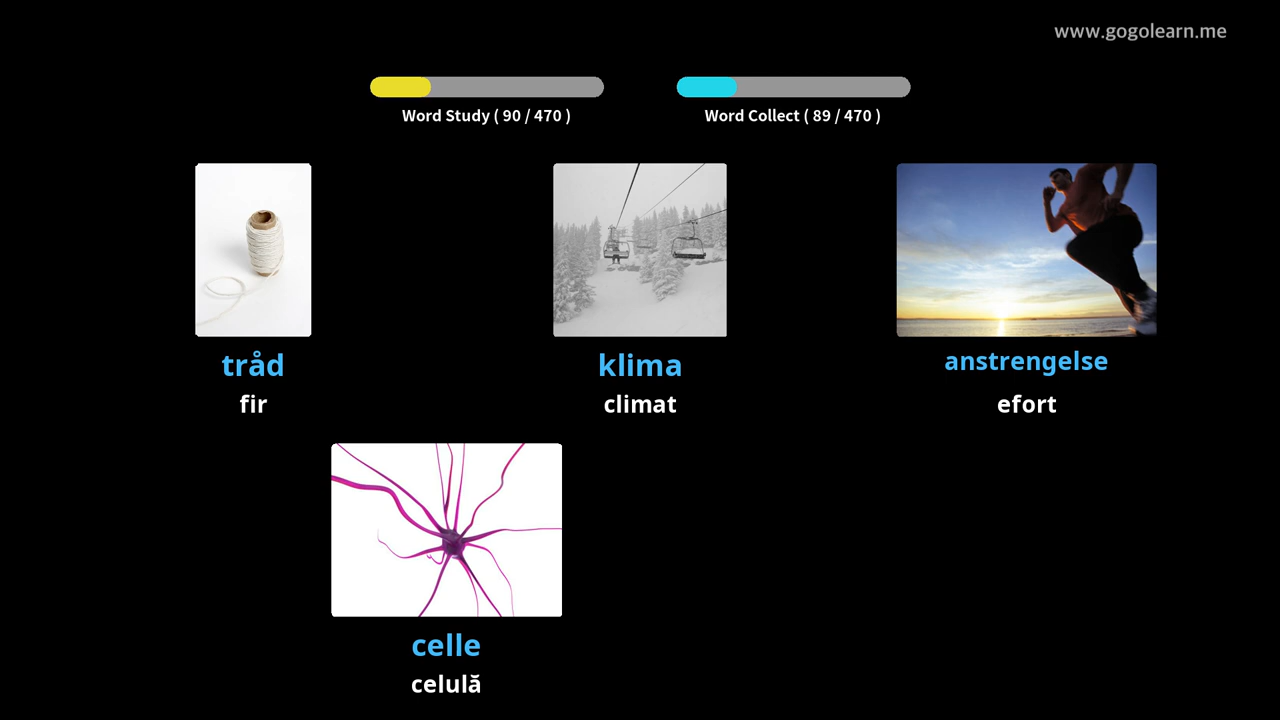 www.gogolearn.me
Word Study ( 90 / 470 )
Word Collect ( 89 / 470 )
tråd
fir
klima
climat
anstrengelse
efort
celle
celulă